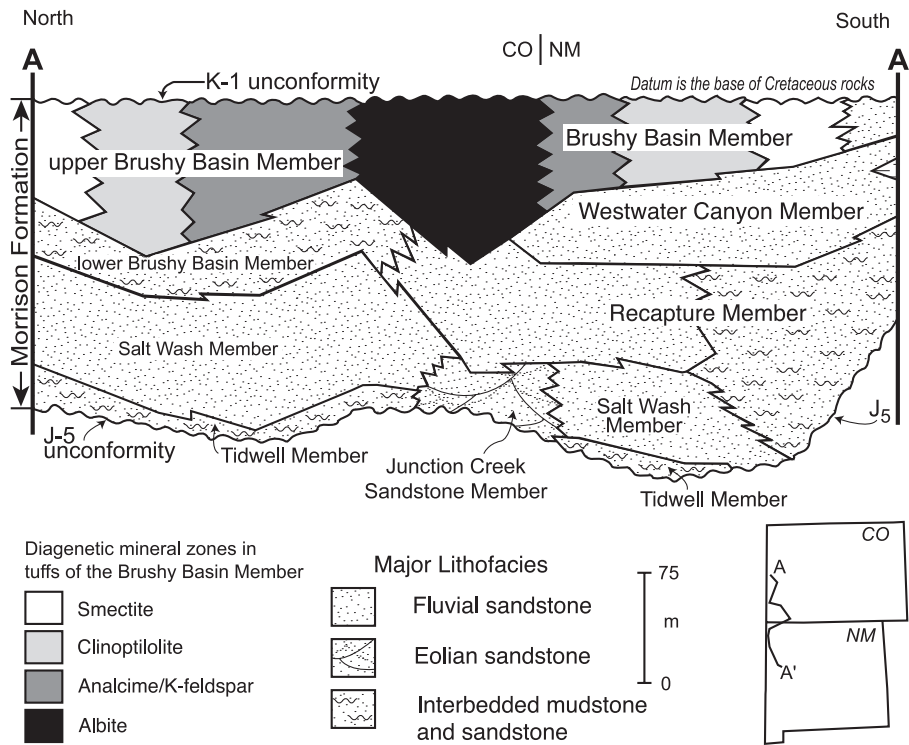 North
South
A
CO | NM
A
K-1 unconformity
Datum is the base of Cretaceous rocks
Morrison Formation
upper Brushy Basin Member
Brushy Basin Member
Westwater Canyon Member
lower Brushy Basin Member
Recapture Member
Salt Wash Member
Salt Wash
Member
J-5
unconformity
Tidwell Member
Junction Creek
Sandstone Member
J5
Tidwell Member
Diagenetic mineral zones in
tuffs of the Brushy Basin Member
Smectite
Clinoptilolite
Analcime/K-feldspar
Albite
Major Lithofacies
Fluvial sandstone
Eolian sandstone
Interbedded mudstone
and sandstone
75
m
0
CO
A
NM
A'